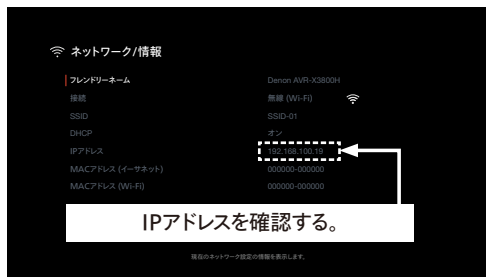 ネットワーク/情報
フレンドリーネーム Denon AVR-X3800H
接続 無線 (Wi-Fi)
SSID SSID-01
DHCP オン
IPアドレス 192.168.100.19
MACアドレス (イーサネット) 000000-000000
MACアドレス (Wi-Fi) 000000-000000
IPアドレスを確認する。
現在のネットワーク設定の情報を表示します。